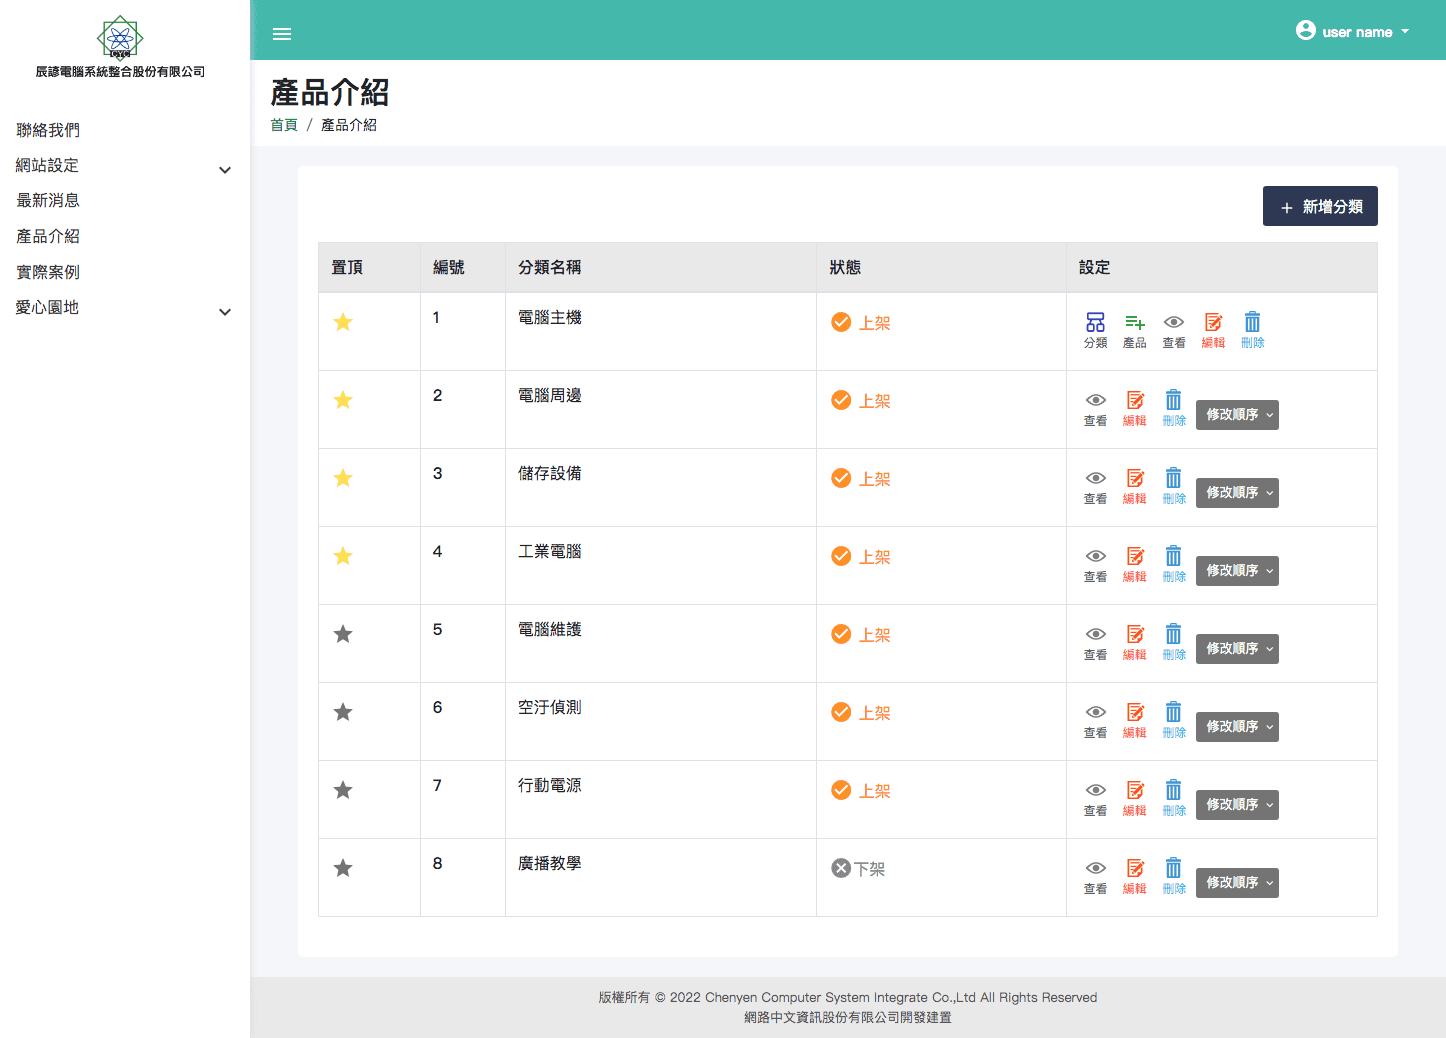 CYC
辰諺電腦系統整合股份有限公司
聯絡我們
網站設定
最新消息
產品介紹
實際案例
愛心園地
user name
產品介紹
首頁 / 產品介紹
+ 新增分類
置頂 編號 分類名稱 狀態 設定
1 電腦主機 上架 分類 產品 查看 編輯 刪除
2 電腦周邊 上架 查看 編輯 刪除 修改順序
3 儲存設備 上架 查看 編輯 刪除 修改順序
4 工業電腦 上架 查看 編輯 刪除 修改順序
5 電腦維護 上架 查看 編輯 刪除 修改順序
6 空汙偵測 上架 查看 編輯 刪除 修改順序
7 行動電源 上架 查看 編輯 刪除 修改順序
8 廣播教學 下架 查看 編輯 刪除 修改順序
版權所有 © 2022 Chenyen Computer System Integrate Co.,Ltd All Rights Reserved
網路中文資訊股份有限公司開發建置